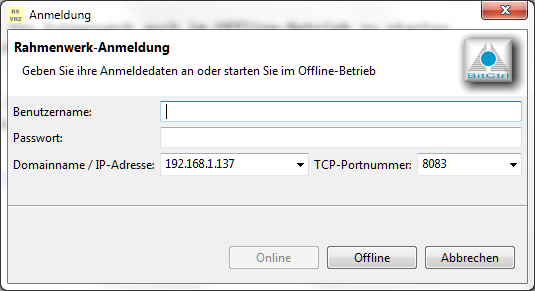 BS
VRZ
Anmeldung
Rahmenwerk-Anmeldung
Geben Sie ihre Anmeldedaten an oder starten Sie im Offline-Betrieb
BitCtrl
Benutzername:
Passwort:
Domainname / IP-Adresse: 192.168.1.137 TCP-Portnummer: 8083
Online Offline Abbrechen